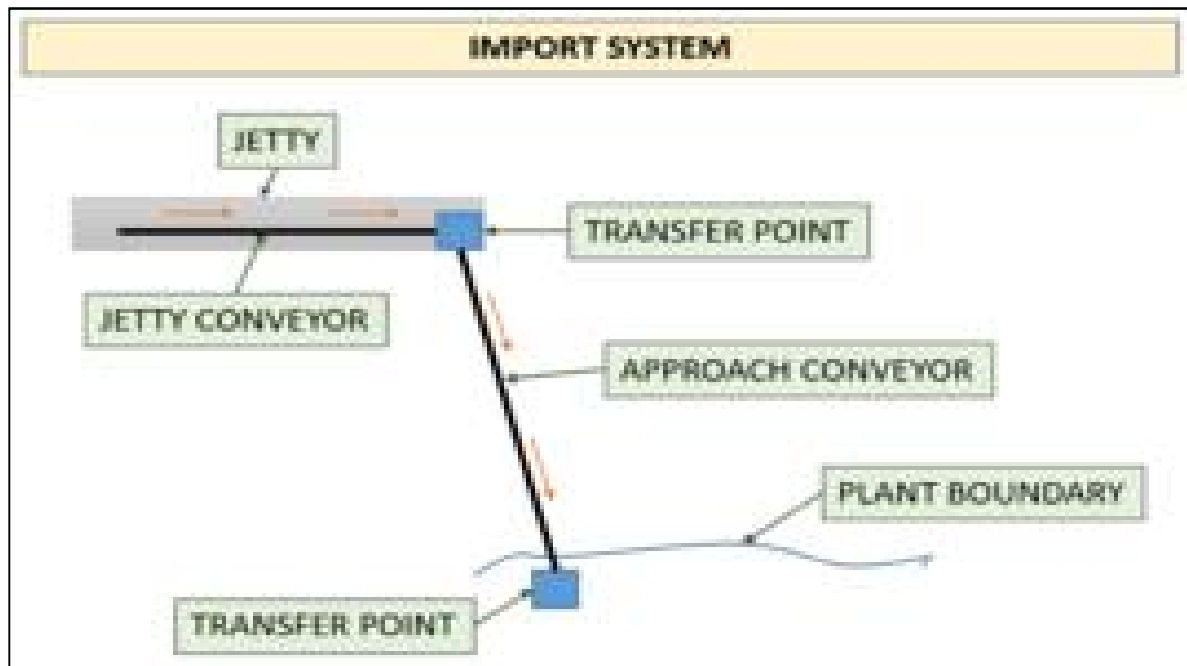 IMPORT SYSTEM
JETTY
TRANSFER POINT
JETTY CONVEYOR
APPROACH CONVEYOR
PLANT BOUNDARY
TRANSFER POINT